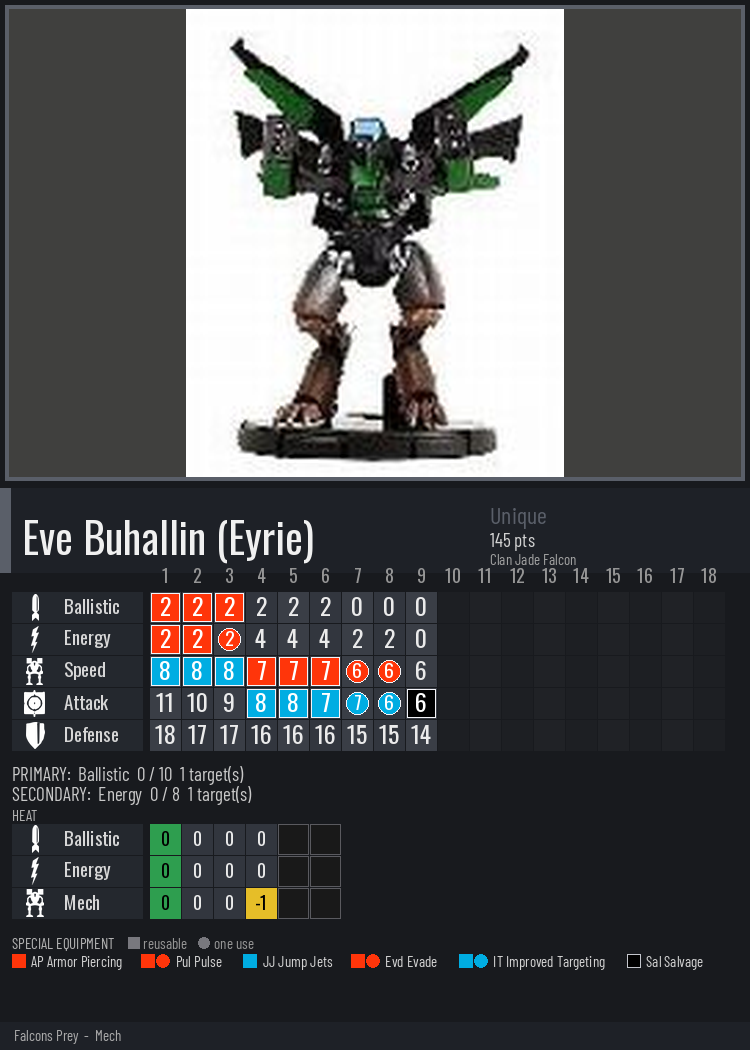 Eve Buhallin (Eyrie)
Unique
145 pts
Clan Jade Falcon
1 2 3 4 5 6 7 8 9 10 11 12 13 14 15 16 17 18
Ballistic 2 2 2 2 2 2 0 0 0
Energy 2 2 2 4 4 4 2 2 0
Speed 8 8 8 7 7 7 6 6 6
Attack 11 10 9 8 8 7 7 6 6
Defense 18 17 17 16 16 16 15 15 14
PRIMARY: Ballistic 0 / 10 1 target(s)
SECONDARY: Energy 0 / 8 1 target(s)
HEAT
Ballistic 0 0 0 0
Energy 0 0 0 0
Mech 0 0 0 -1
SPECIAL EQUIPMENT reusable one use
AP Armor Piercing Pul Pulse JJ Jump Jets Evd Evade IT Improved Targeting Sal Salvage
Falcons Prey - Mech